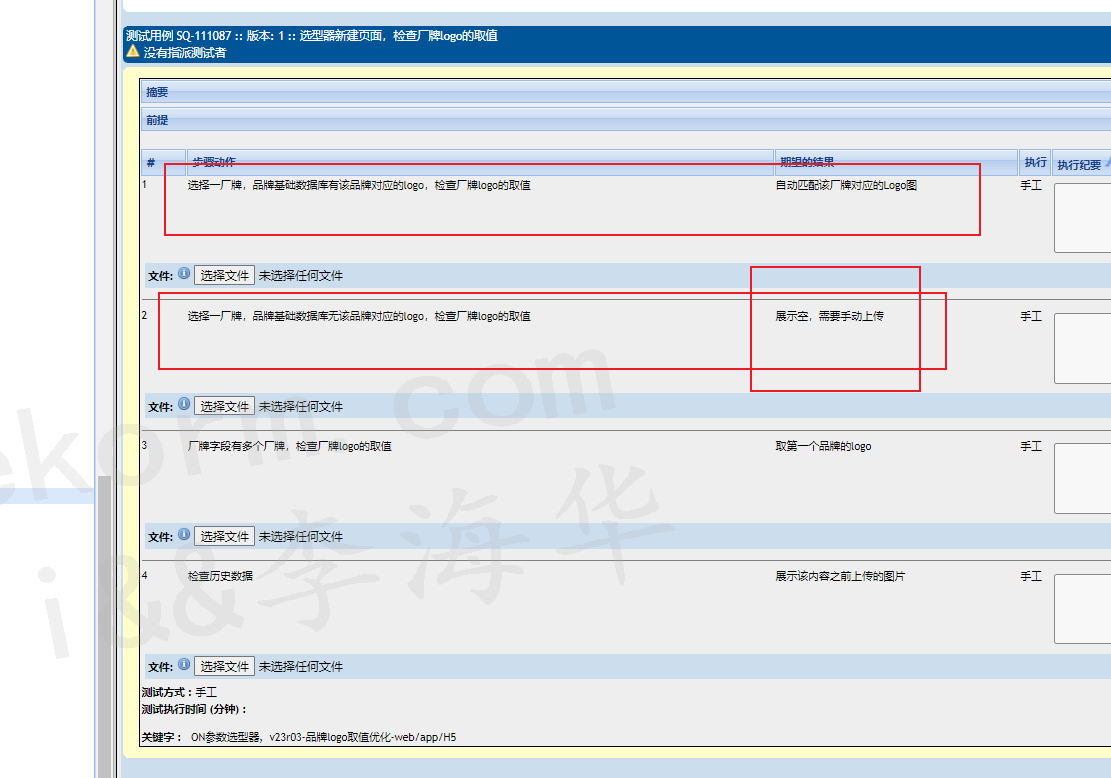 测试用例 SQ-111087 :: 版本: 1 :: 选型器新建页面，检查厂牌logo的取值
没有指派测试者
摘要
前提
# 步骤动作 期望的结果 执行 执行纪要
1 选择一厂牌，品牌基础数据库有该品牌对应的logo，检查厂牌logo的取值 自动匹配该厂牌对应的Logo图 手工
文件: 选择文件 未选择任何文件
2 选择一厂牌，品牌基础数据库无该品牌对应的logo，检查厂牌logo的取值 展示空，需要手动上传 手工
文件: 选择文件 未选择任何文件
3 厂牌字段有多个厂牌，检查厂牌logo的取值 取第一个品牌的logo 手工
文件: 选择文件 未选择任何文件
4 检查历史数据 展示该内容之前上传的图片 手工
文件: 选择文件 未选择任何文件
测试方式：手工
测试执行时间 (分钟)：
关键字： ON参数选型器，v23r03-品牌logo取值优化-web/app/H5
ekorm.com
i&&李海华